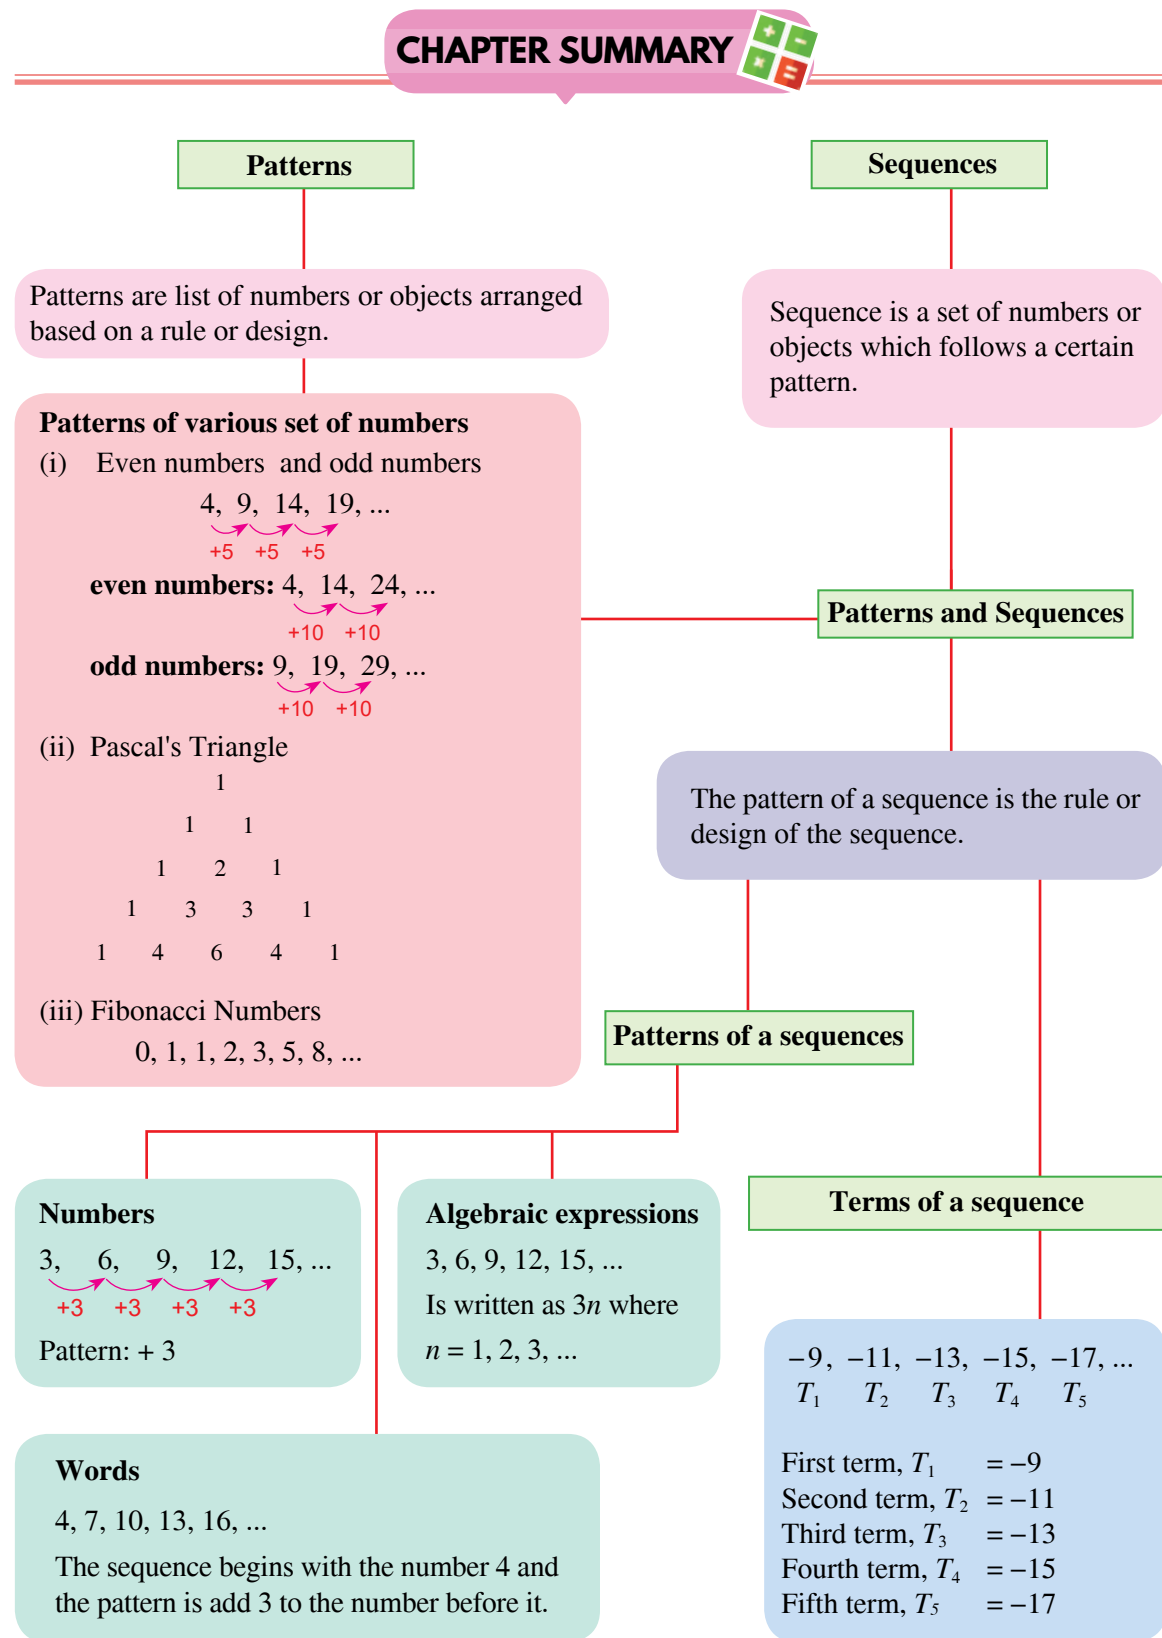 CHAPTER SUMMARY
Patterns
Patterns are list of numbers or objects arranged
based on a rule or design.
Patterns of various set of numbers
(i) Even numbers and odd numbers
4, 9, 14, 19, ...
+5 +5 +5
even numbers: 4, 14, 24, ...
+10 +10
odd numbers: 9, 19, 29, ...
+10 +10
(ii) Pascal's Triangle
1
1 1
1 2 1
1 3 3 1
1 4 6 4 1
(iii) Fibonacci Numbers
0, 1, 1, 2, 3, 5, 8, ...
Sequences
Sequence is a set of numbers or
objects which follows a certain
pattern.
Patterns and Sequences
The pattern of a sequence is the rule or
design of the sequence.
Patterns of a sequences
Numbers
3, 6, 9, 12, 15, ...
+3 +3 +3 +3
Pattern: + 3
Algebraic expressions
3, 6, 9, 12, 15, ...
Is written as 3n where
n = 1, 2, 3, ...
Words
4, 7, 10, 13, 16, ...
The sequence begins with the number 4 and
the pattern is add 3 to the number before it.
Terms of a sequence
−9, −11, −13, −15, −17, ...
T₁ T₂ T₃ T₄ T₅
First term, T₁ = −9
Second term, T₂ = −11
Third term, T₃ = −13
Fourth term, T₄ = −15
Fifth term, T₅ = −17